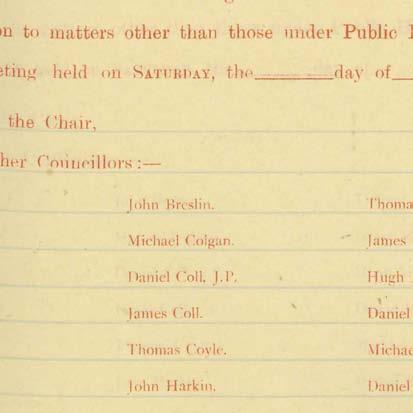 on to matters other than those under Public
eting held on SATURDAY, the day of
the Chair,
her Councillors :—
John Breslin. Thoma
Michael Colgan. James
Daniel Coll, J.P. Hugh
James Coll. Daniel
Thomas Coyle. Michae
John Harkin. Daniel